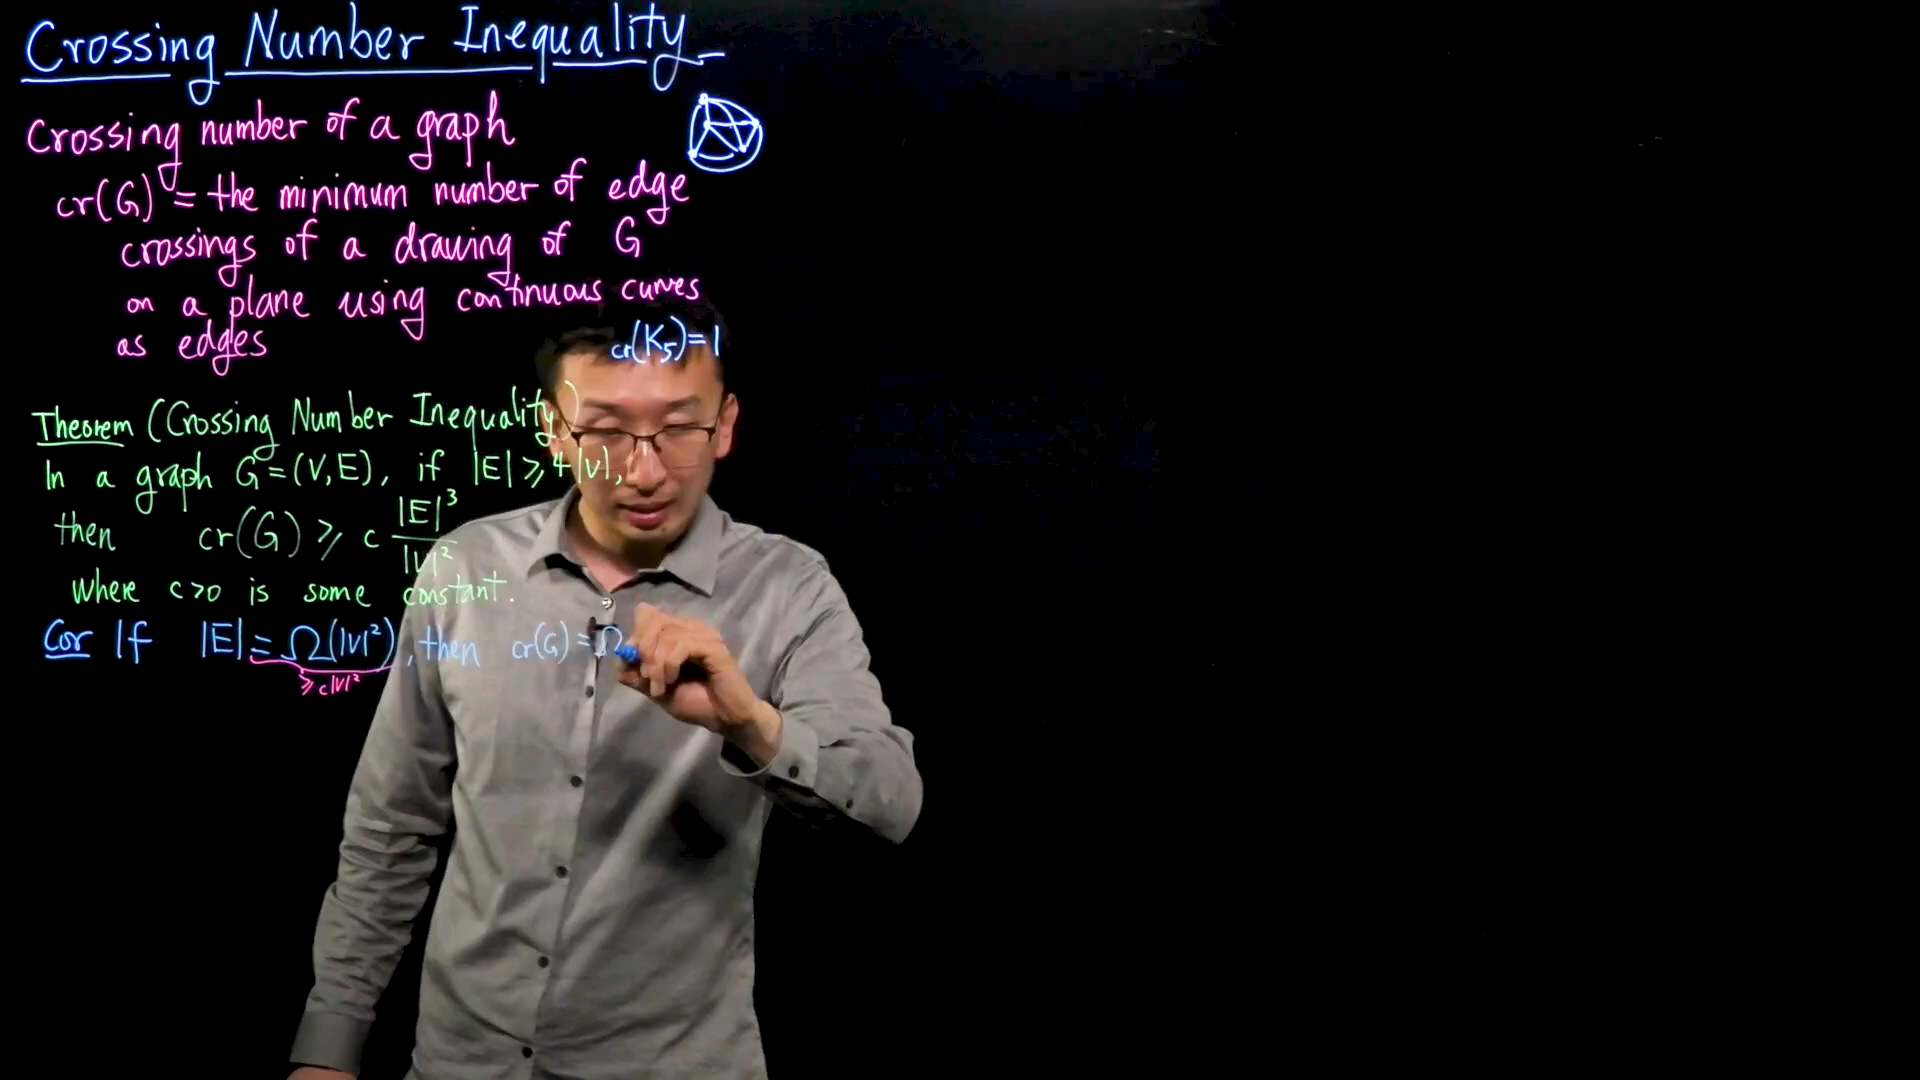 Crossing Number Inequality
Crossing number of a graph
cr(G) = the minimum number of edge
crossings of a drawing of G
on a plane using continuous curves
as edges
cr(K₅)=1
Theorem (Crossing Number Inequality)
In a graph G=(V,E), if |E| ⩾ 4|V|,
then cr(G) ⩾ c |E|³/|V|²
where c>0 is some constant.
Cor If |E| = Ω(|V|²), then cr(G) = Ω
⩾ c|V|²